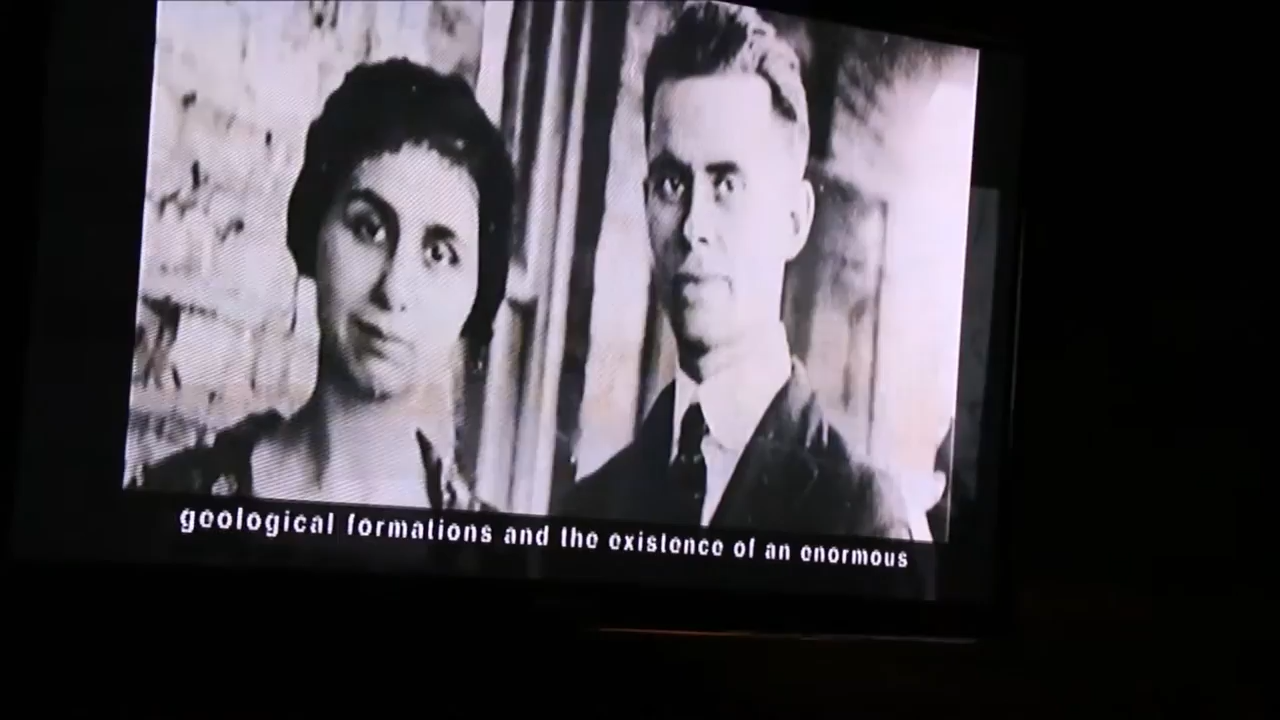 geological formations and the existence of an enormous